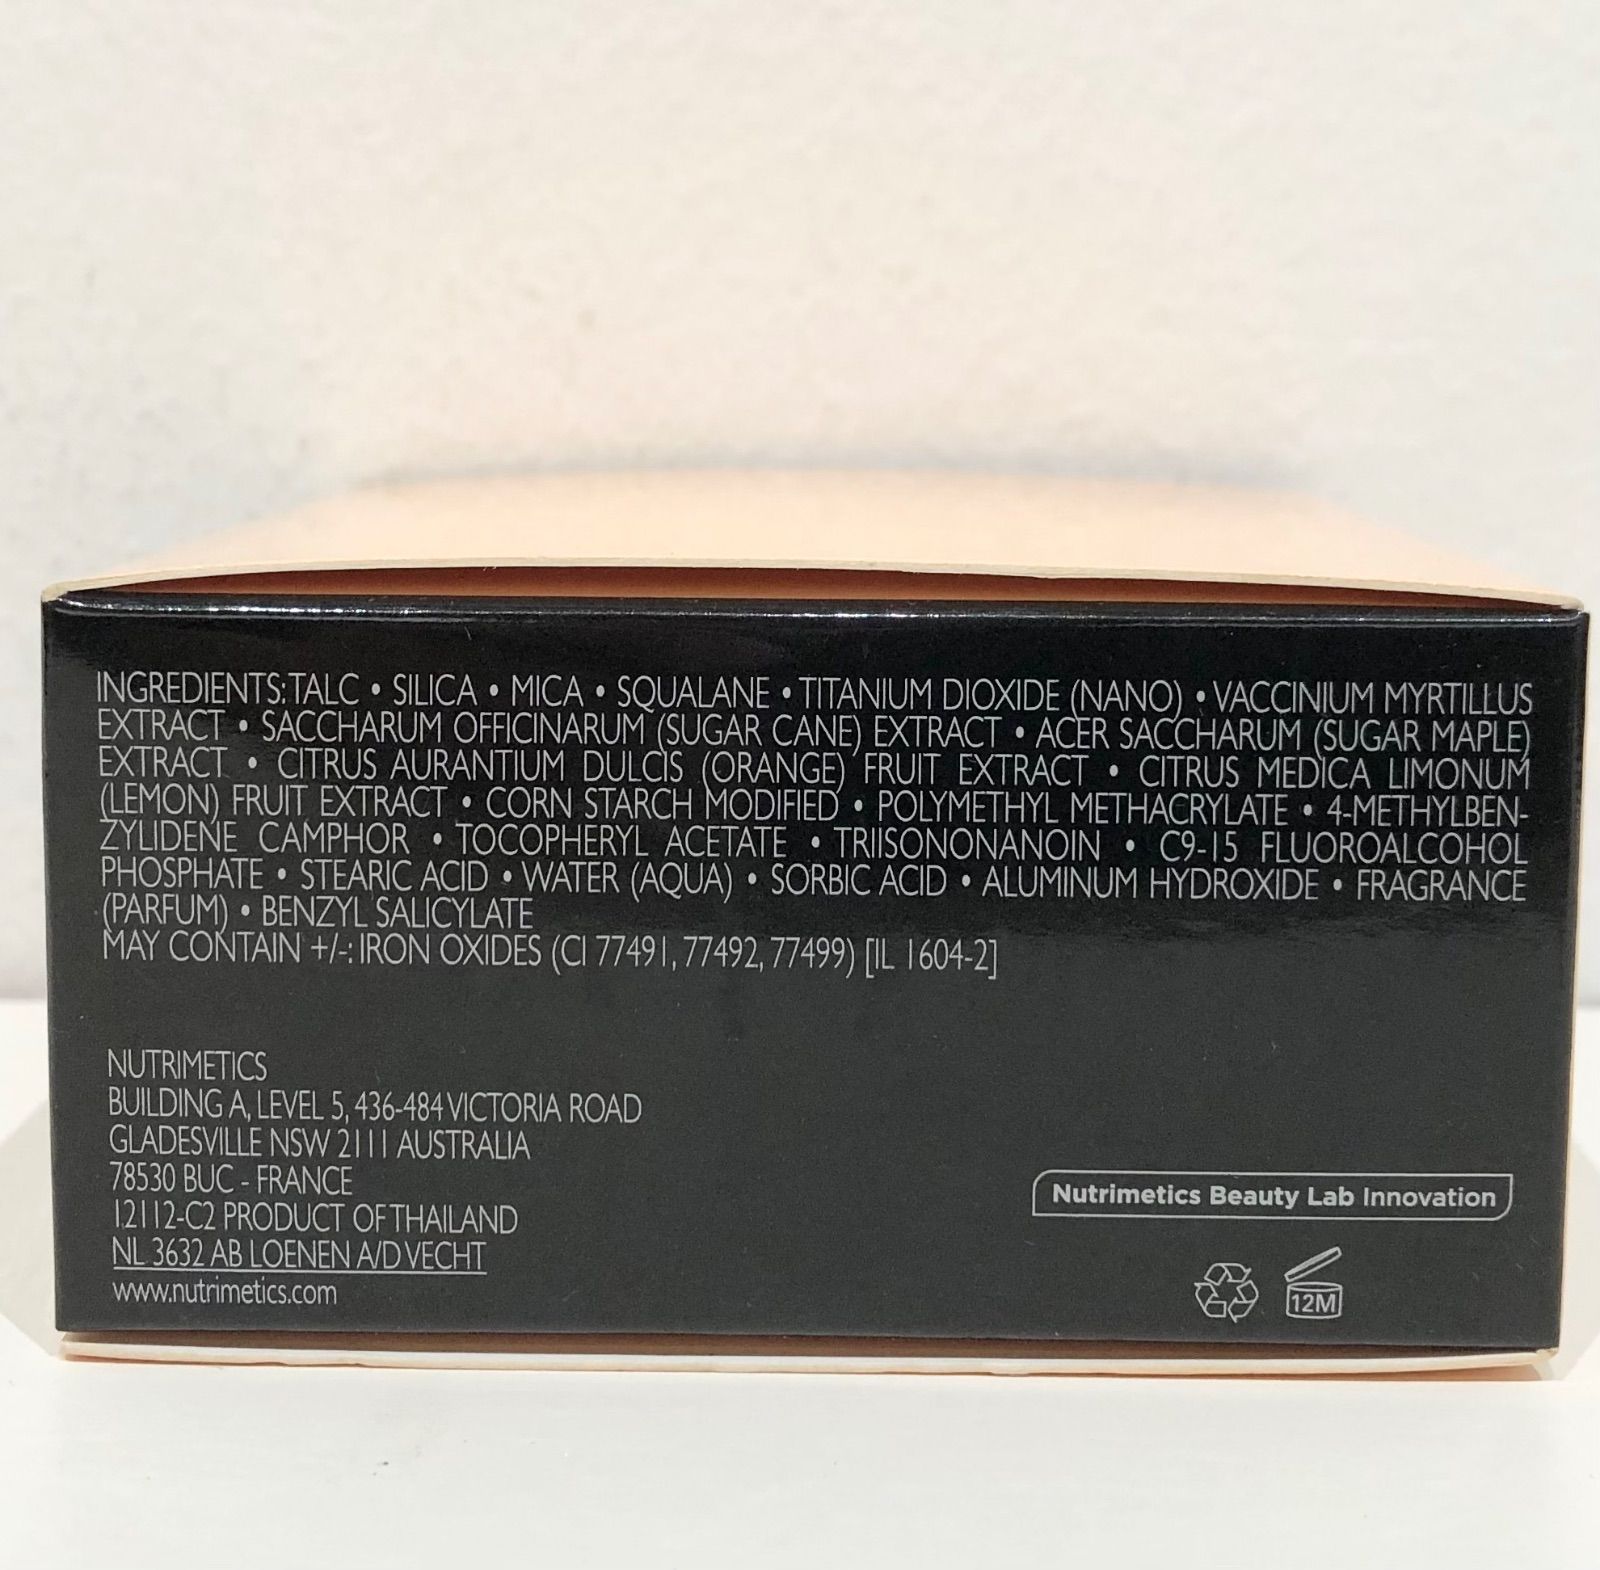 INGREDIENTS: TALC • SILICA • MICA • SQUALANE • TITANIUM DIOXIDE (NANO) • VACCINIUM MYRTILLUS
EXTRACT • SACCHARUM OFFICINARUM (SUGAR CANE) EXTRACT • ACER SACCHARUM (SUGAR MAPLE)
EXTRACT • CITRUS AURANTIUM DULCIS (ORANGE) FRUIT EXTRACT • CITRUS MEDICA LIMONUM
(LEMON) FRUIT EXTRACT • CORN STARCH MODIFIED • POLYMETHYL METHACRYLATE • 4-METHYLBEN-
ZYLIDENE CAMPHOR • TOCOPHERYL ACETATE • TRIISONONANOIN • C9-15 FLUOROALCOHOL
PHOSPHATE • STEARIC ACID • WATER (AQUA) • SORBIC ACID • ALUMINUM HYDROXIDE • FRAGRANCE
(PARFUM) • BENZYL SALICYLATE
MAY CONTAIN +/-: IRON OXIDES (CI 77491, 77492, 77499) [IL 1604-2]
NUTRIMETICS
BUILDING A, LEVEL 5, 436-484 VICTORIA ROAD
GLADESVILLE NSW 2111 AUSTRALIA
78530 BUC - FRANCE
12112-C2 PRODUCT OF THAILAND
NL 3632 AB LOENEN A/D VECHT
www.nutrimetics.com
Nutrimetics Beauty Lab Innovation
12M